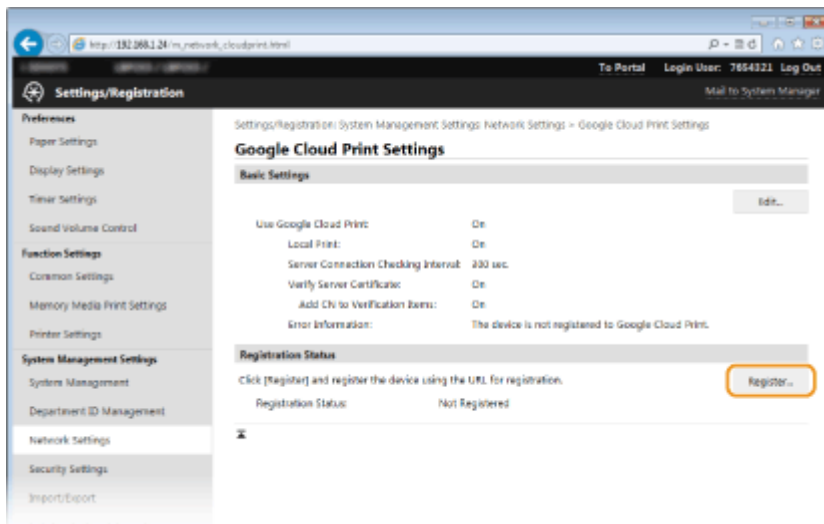 http://192.168.1.24/m_network_cloudprint.html
To Portal Login User: 7654321 Log Out
Settings/Registration
Mail to System Manager
Preferences
Paper Settings
Display Settings
Timer Settings
Sound Volume Control
Function Settings
Common Settings
Memory Media Print Settings
Printer Settings
System Management Settings
System Management
Department ID Management
Network Settings
Security Settings
Import/Export
Settings/Registration: System Management Settings: Network Settings > Google Cloud Print Settings
Google Cloud Print Settings
Basic Settings
Edit...
Use Google Cloud Print: On
Local Print: On
Server Connection Checking Interval: 300 sec.
Verify Server Certificate: On
Add CN to Verification Items: On
Error Information: The device is not registered to Google Cloud Print.
Registration Status
Click [Register] and register the device using the URL for registration.
Register...
Registration Status: Not Registered